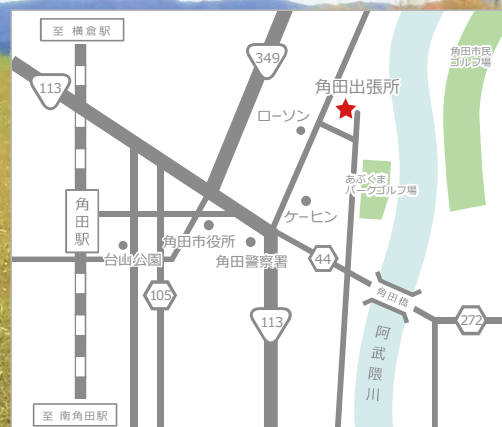 至 横倉駅
349
角田市民
ゴルフ場
113
角田出張所
ローソン
あぶくま
パークゴルフ場
角田駅
ケーヒン
角田市役所
台山公園
角田警察署
44
105
角田橋
113
272
阿武隈川
至 南角田駅